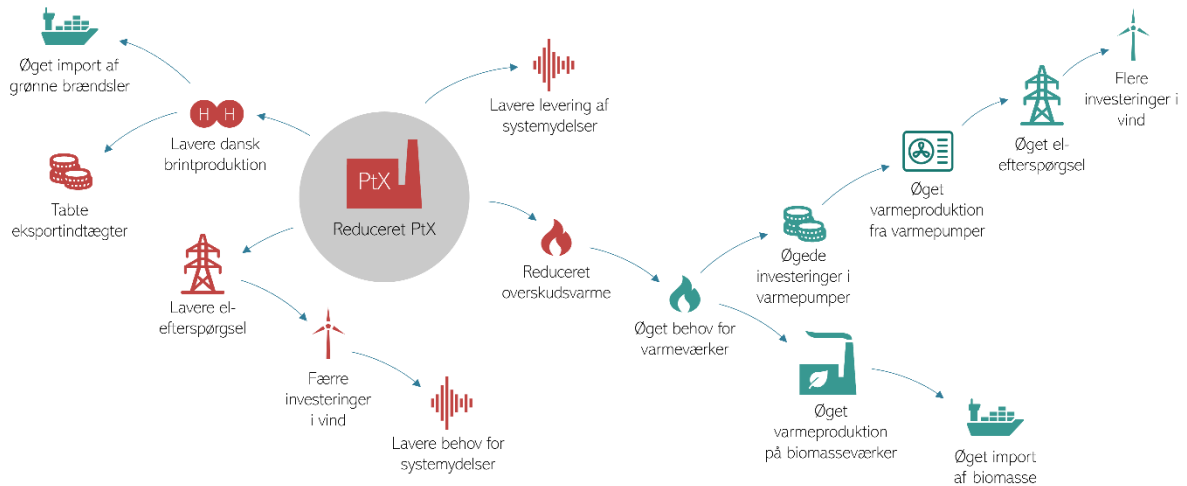 Øget import af
grønne brændsler
H H
Lavere dansk
brintproduktion
Tabte
eksportindtægter
PtX
Reduceret PtX
Lavere levering af
systemydelser
Lavere el-
efterspørgsel
Færre
investeringer
i vind
Lavere behov for
systemydelser
Reduceret
overskudsvarme
Øget behov for
varmeværker
Øgede
investeringer i
varmepumper
Øget
varmeproduktion
fra varmepumper
Øget el-
efterspørgsel
Flere
investeringer i
vind
Øget
varmeproduktion
på biomasseværker
Øget import
af biomasse